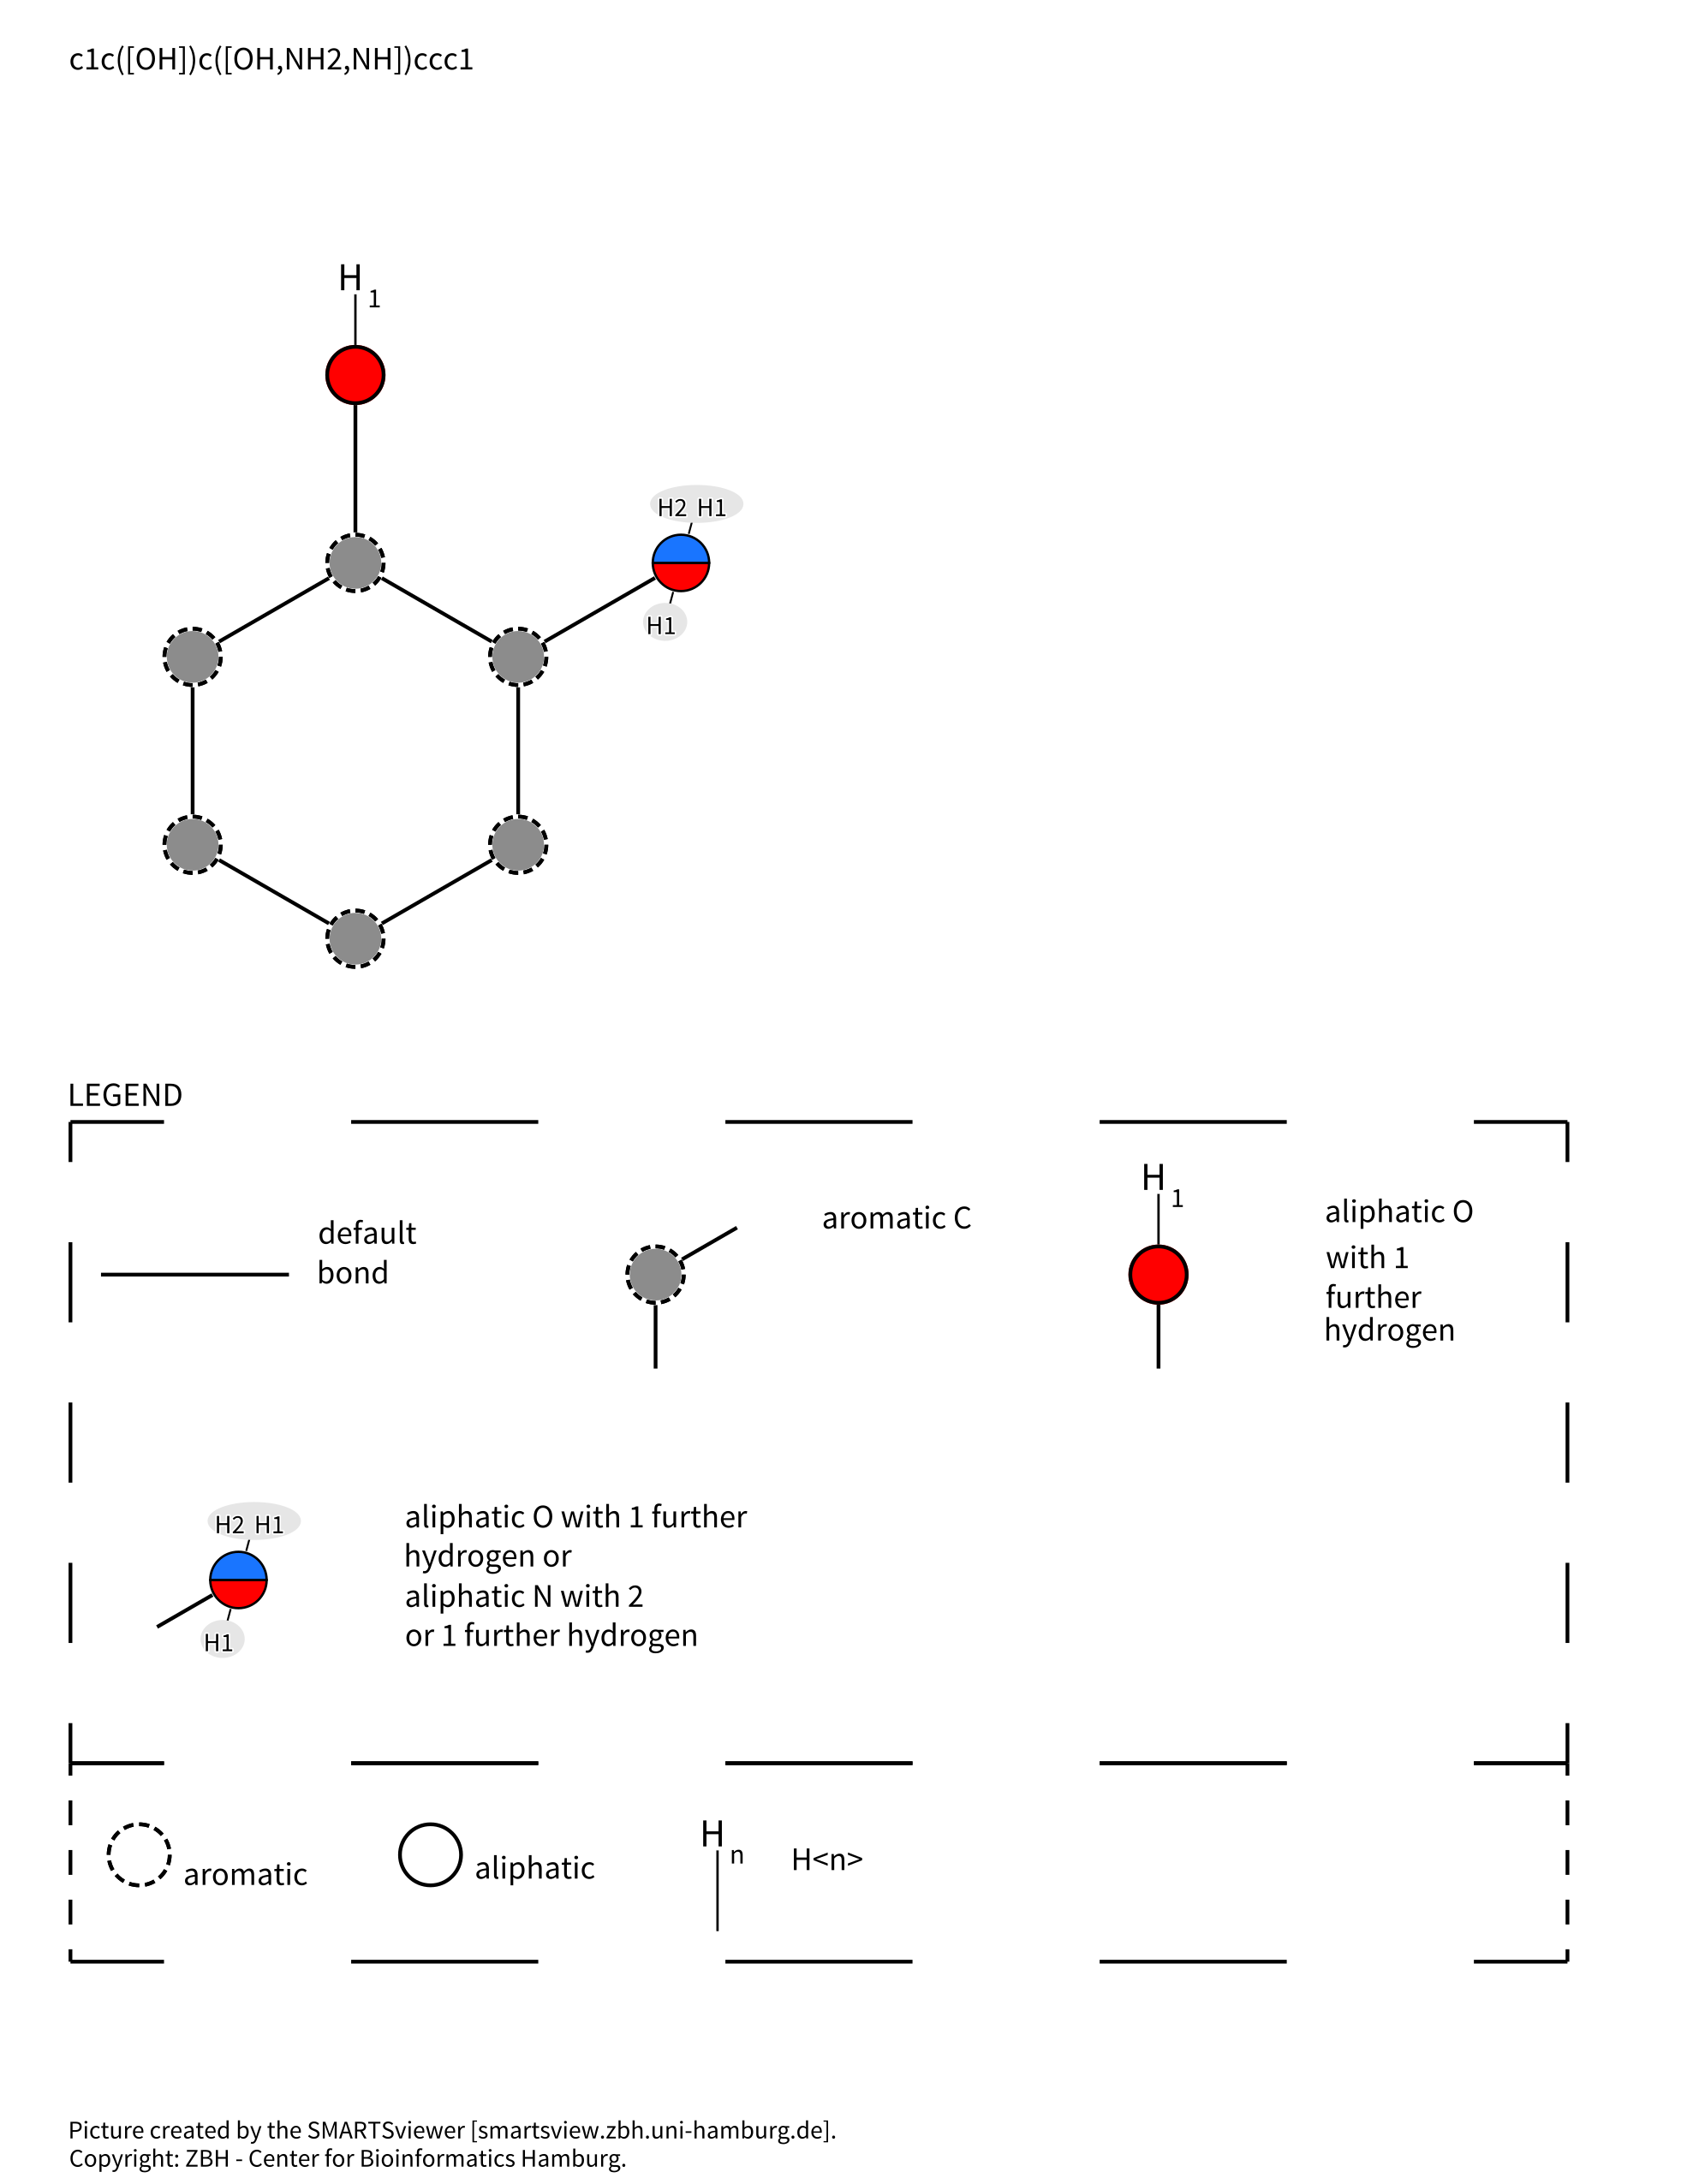 c1c([OH])c([OH,NH2,NH])ccc1
H
1
H2 H1
H1
LEGEND
default
bond
aromatic C
H
1
aliphatic O
with 1
further
hydrogen
H2 H1
H1
aliphatic O with 1 further
hydrogen or
aliphatic N with 2
or 1 further hydrogen
aromatic
aliphatic
H
n
H<n>
Picture created by the SMARTSviewer [smartsview.zbh.uni-hamburg.de].
Copyright: ZBH - Center for Bioinformatics Hamburg.